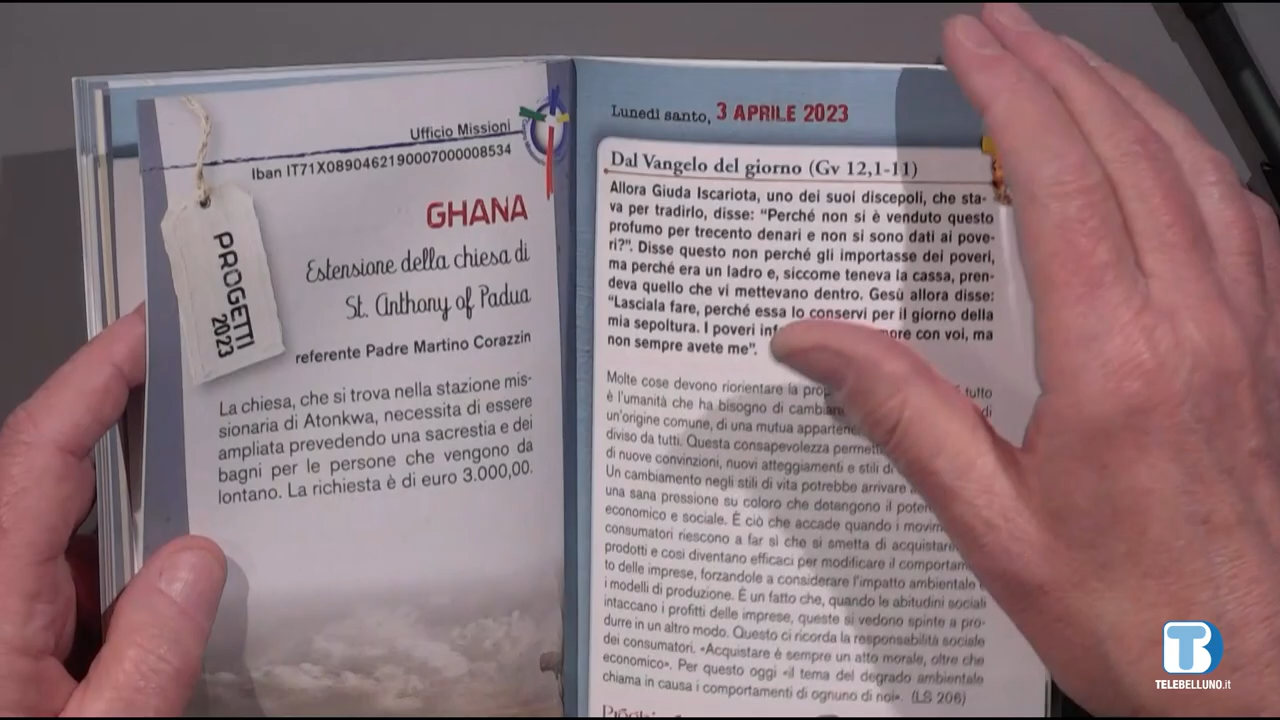 Ufficio Missioni
Iban IT71X0890462190007000008534
PROGETTI
2023
GHANA
Estensione della chiesa di
St. Anthony of Padua
referente Padre Martino Corazzin
La chiesa, che si trova nella stazione mis-
sionaria di Atonkwa, necessita di essere
ampliata prevedendo una sacrestia e dei
bagni per le persone che vengono da
lontano. La richiesta è di euro 3.000,00.
Lunedì santo, 3 APRILE 2023
Dal Vangelo del giorno (Gv 12,1-11)
Allora Giuda Iscariota, uno dei suoi discepoli, che sta-
va per tradirlo, disse: “Perché non si è venduto questo
profumo per trecento denari e non si sono dati ai pove-
ri?”. Disse questo non perché gli importasse dei poveri,
ma perché era un ladro e, siccome teneva la cassa, pren-
deva quello che vi mettevano dentro. Gesù allora disse:
“Lasciala fare, perché essa lo conservi per il giorno della
mia sepoltura. I poveri con voi, ma
non sempre avete me”.
Molte cose devono riorientare la tutto
è l'umanità che ha bisogno di di
un'origine comune, di una mutua
diviso da tutti. Questa consapevolezza
di nuove convinzioni, nuovi atteggiamenti e stili
Un cambiamento negli stili di vita potrebbe arrivare
una sana pressione su coloro che detengono il
economico e sociale. È ciò che accade quando i
consumatori riescono a far sì che si smetta di
prodotti e così diventano efficaci per modificare il
to delle imprese, forzandole a considerare l'impatto ambientale
i modelli di produzione. È un fatto che, quando le abitudini sociali
intaccano i profitti delle imprese, queste si vedono spinte a pro-
durre in un altro modo. Questo ci ricorda la responsabilità sociale
dei consumatori. «Acquistare è sempre un atto morale, oltre che
economico». Per questo oggi «il tema del degrado ambientale
chiama in causa i comportamenti di ognuno di noi». (LS 206)
TELEBELLUNO.it